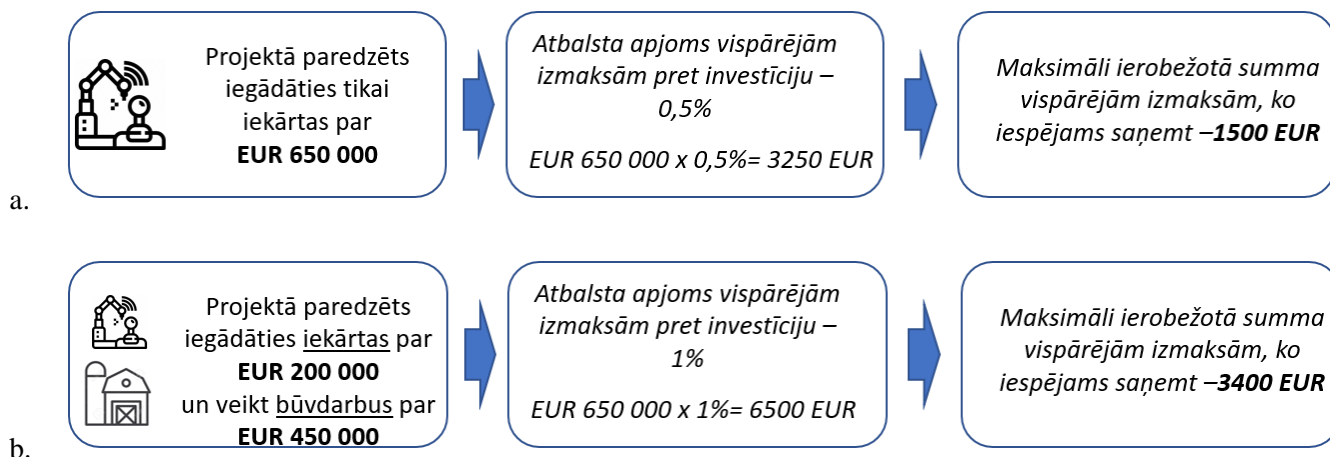 Projektā paredzēts
iegādāties tikai
iekārtas par
EUR 650 000
Atbalsta apjoms vispārējām
izmaksām pret investīciju –
0,5%
EUR 650 000 x 0,5%= 3250 EUR
Maksimāli ierobežotā summa
vispārējām izmaksām, ko
iespējams saņemt –1500 EUR
a.
Projektā paredzēts
iegādāties iekārtas par
EUR 200 000
un veikt būvdarbus par
EUR 450 000
Atbalsta apjoms vispārējām
izmaksām pret investīciju –
1%
EUR 650 000 x 1%= 6500 EUR
Maksimāli ierobežotā summa
vispārējām izmaksām, ko
iespējams saņemt –3400 EUR
b.